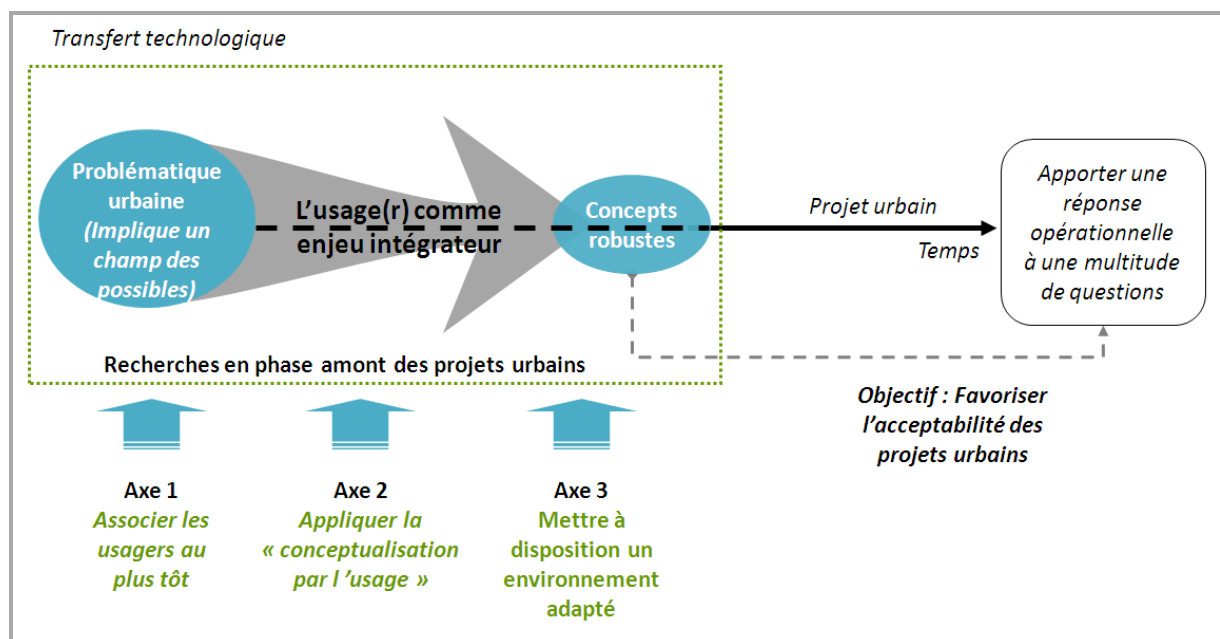 Transfert technologique
Problématique
urbaine
(Implique un
champ des
possibles)
L'usage(r) comme
enjeu intégrateur
Concepts
robustes
Projet urbain
Temps
Apporter une
réponse
opérationnelle
à une multitude
de questions
Recherches en phase amont des projets urbains
Objectif : Favoriser
l'acceptabilité des
projets urbains
Axe 1
Associer les
usagers au
plus tôt
Axe 2
Appliquer la
« conceptualisation
par l 'usage »
Axe 3
Mettre à
disposition un
environnement
adapté